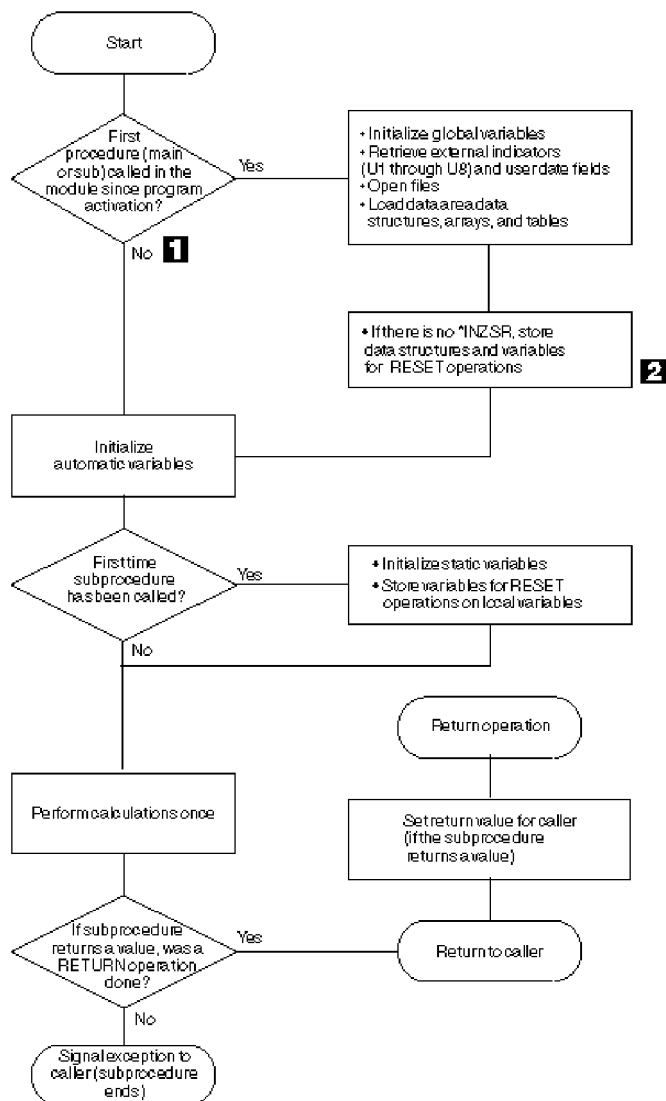 Start
First
procedure (main
or sub) called in the
module since program
activation?
Yes
• Initialize global variables
• Retrieve external indicators
(U1 through U8) and user date fields
• Open files
• Load data area data
structures, arrays, and tables
No
1
• If there is no *INZSR, store
data structures and variables
for RESET operations
2
Initialize
automatic variables
First time
subprocedure
has been called?
Yes
• Initialize static variables
• Store variables for RESET
operations on local variables
No
Return operation
Perform calculations once
Set return value for caller
(if the subprocedure
returns a value)
If subprocedure
returns a value, was a
RETURN operation
done?
Yes
Return to caller
No
Signal exception to
caller (subprocedure
ends)